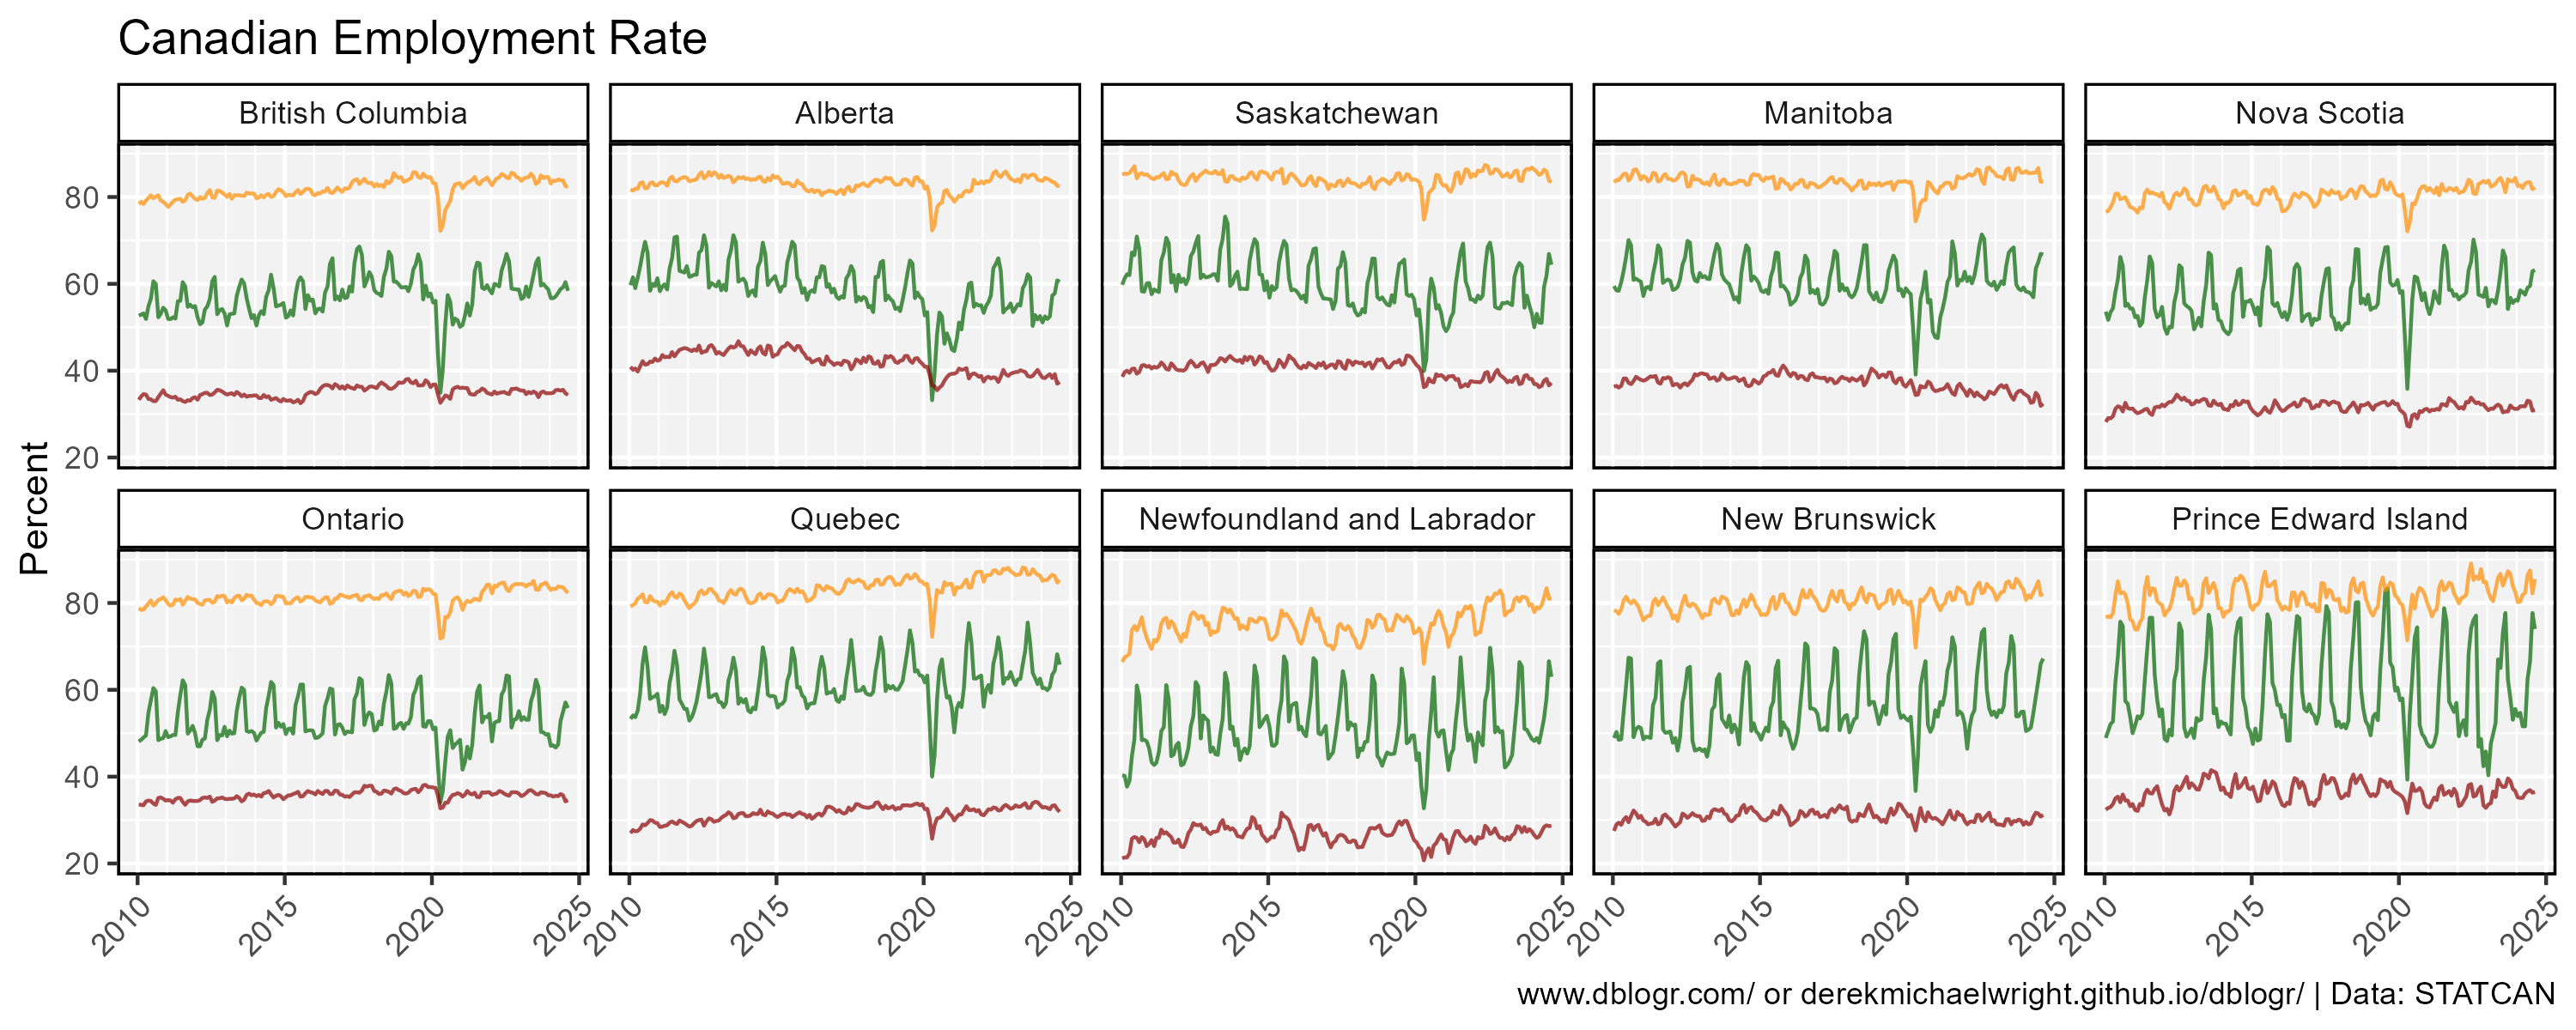 Canadian Employment Rate
British Columbia Alberta Saskatchewan Manitoba Nova Scotia
80
60
40
20
Percent
Ontario Quebec Newfoundland and Labrador New Brunswick Prince Edward Island
80
60
40
20
2010 2015 2020 2025 2010 2015 2020 2025 2010 2015 2020 2025 2010 2015 2020 2025 2010 2015 2020 2025
www.dblogr.com/ or derekmichaelwright.github.io/dblogr/ | Data: STATCAN